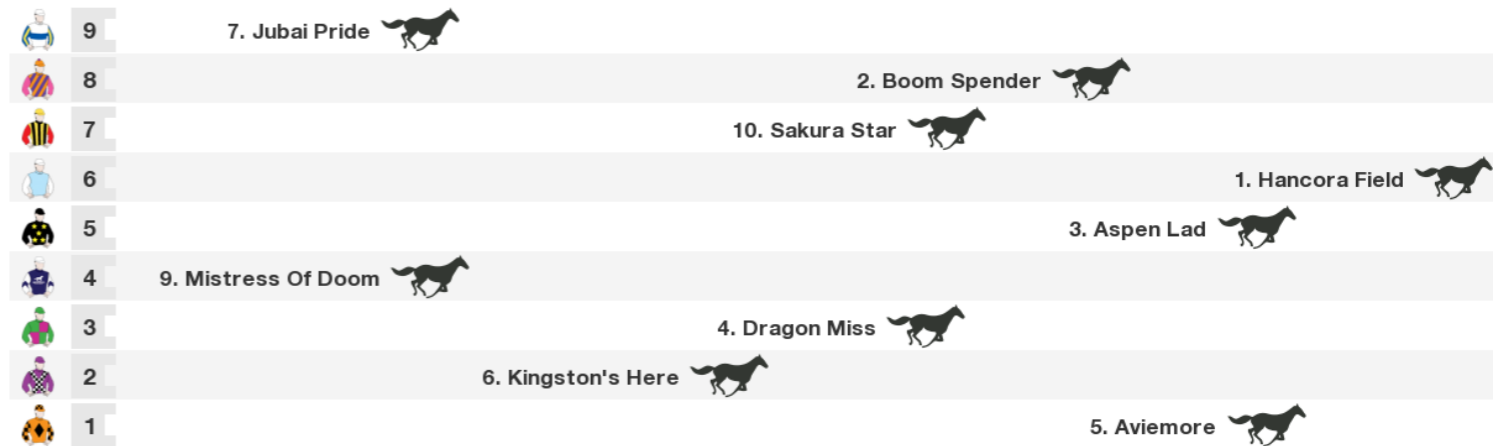 9 7. Jubai Pride
8 2. Boom Spender
7 10. Sakura Star
6 1. Hancora Field
5 3. Aspen Lad
4 9. Mistress Of Doom
3 4. Dragon Miss
2 6. Kingston's Here
1 5. Aviemore